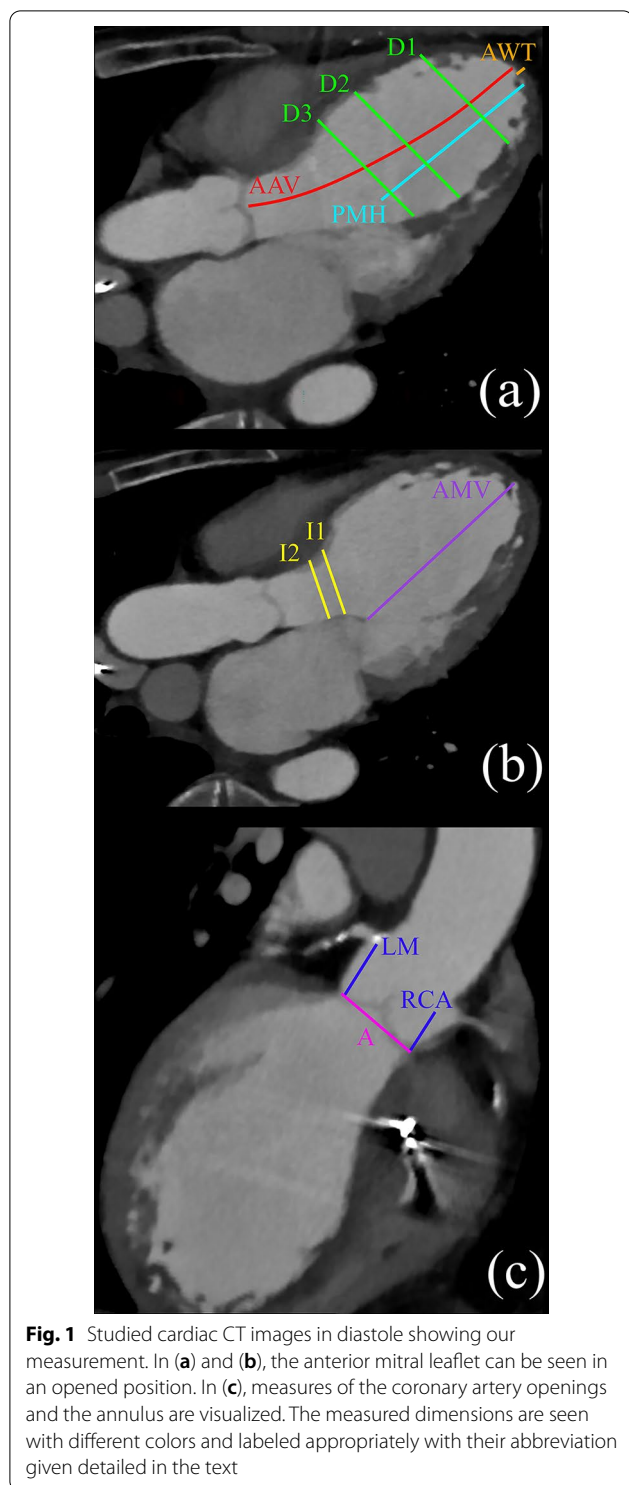 D1
AWT
D2
D3
AAV
PMH
(a)
AMV
I1
I2
(b)
LM
RCA
A
(c)
Fig. 1 Studied cardiac CT images in diastole showing our
measurement. In (a) and (b), the anterior mitral leaflet can be seen in
an opened position. In (c), measures of the coronary artery openings
and the annulus are visualized. The measured dimensions are seen
with different colors and labeled appropriately with their abbreviation
given detailed in the text